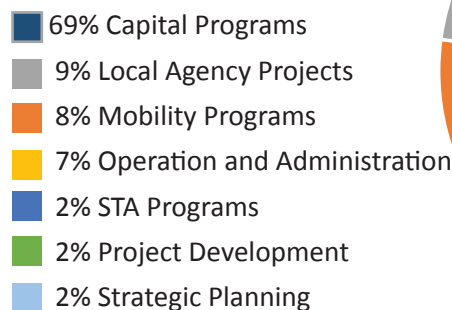 69% Capital Programs
9% Local Agency Projects
8% Mobility Programs
7% Operation and Administration
2% STA Programs
2% Project Development
2% Strategic Planning